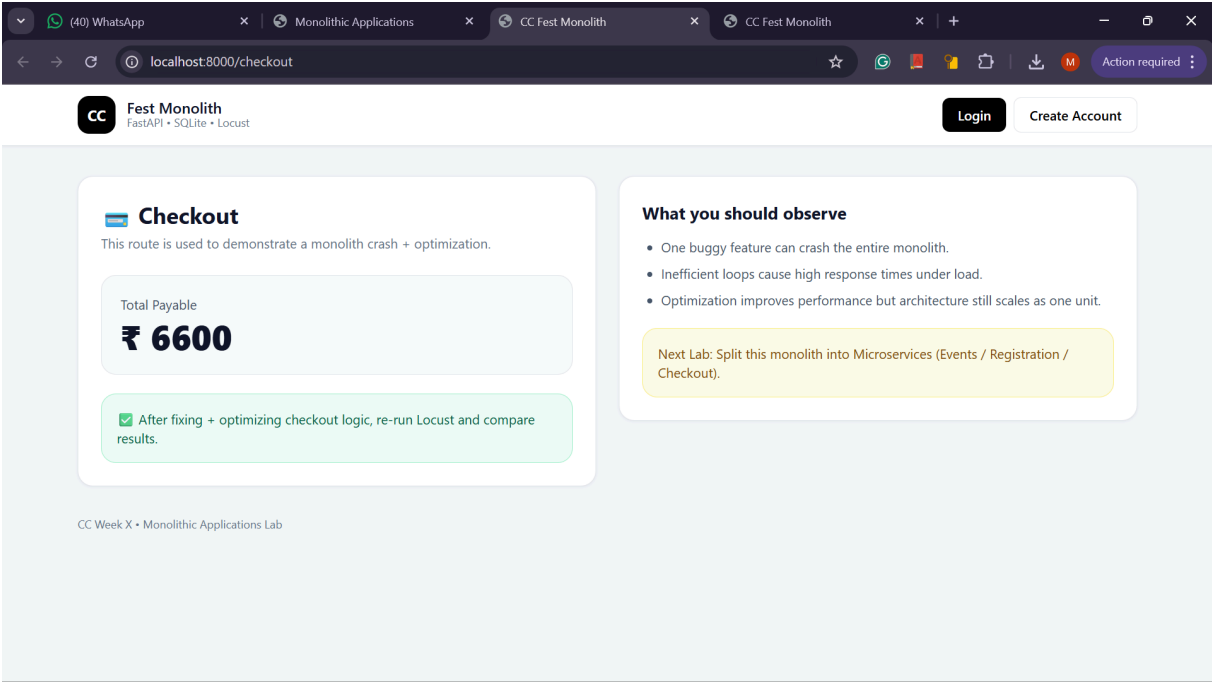 (40) WhatsApp
Monolithic Applications
CC Fest Monolith
CC Fest Monolith
localhost:8000/checkout
M
Action required
CC
Fest Monolith
FastAPI • SQLite • Locust
Login
Create Account
Checkout
This route is used to demonstrate a monolith crash + optimization.
Total Payable
₹ 6600
After fixing + optimizing checkout logic, re-run Locust and compare
results.
What you should observe
• One buggy feature can crash the entire monolith.
• Inefficient loops cause high response times under load.
• Optimization improves performance but architecture still scales as one unit.
Next Lab: Split this monolith into Microservices (Events / Registration /
Checkout).
CC Week X • Monolithic Applications Lab